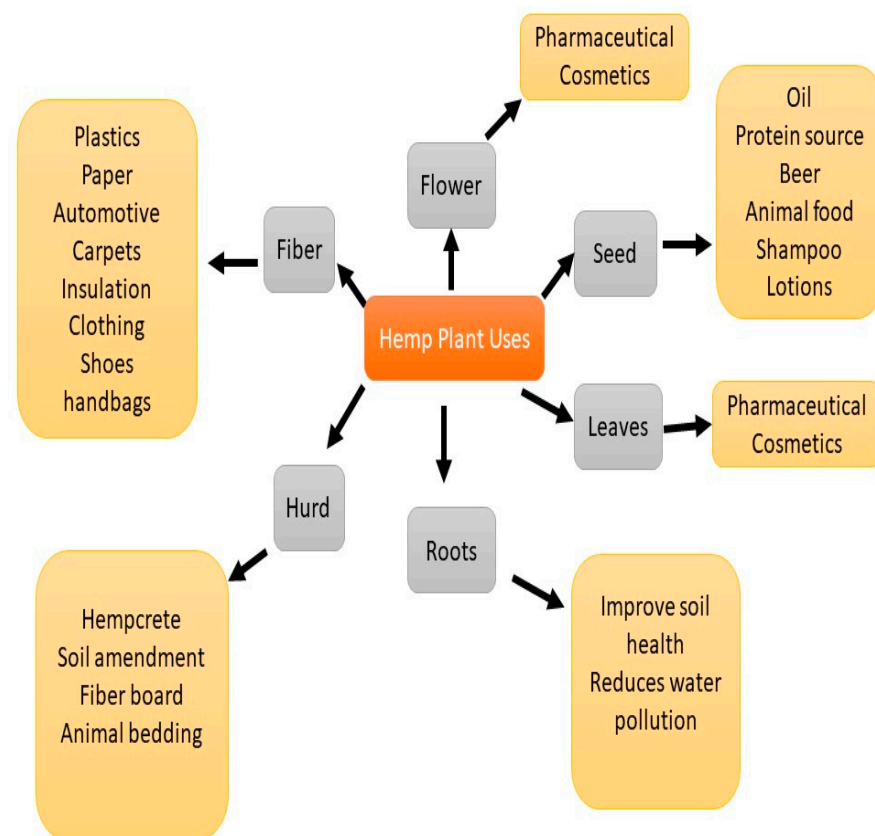 Pharmaceutical
Cosmetics
Flower
Plastics
Paper
Automotive
Carpets
Insulation
Clothing
Shoes
handbags
Fiber
Seed
Oil
Protein source
Beer
Animal food
Shampoo
Lotions
Hemp Plant Uses
Leaves
Pharmaceutical
Cosmetics
Hurd
Roots
Hempcrete
Soil amendment
Fiber board
Animal bedding
Improve soil
health
Reduces water
pollution